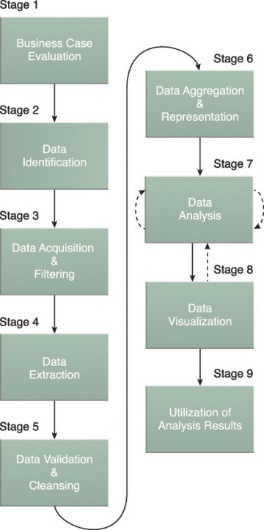 Stage 1
Business Case
Evaluation
Stage 2
Data
Identification
Stage 3
Data Acquisition
&
Filtering
Stage 4
Data
Extraction
Stage 5
Data Validation
&
Cleansing
Stage 6
Data Aggregation
&
Representation
Stage 7
Data
Analysis
Stage 8
Data
Visualization
Stage 9
Utilization of
Analysis Results